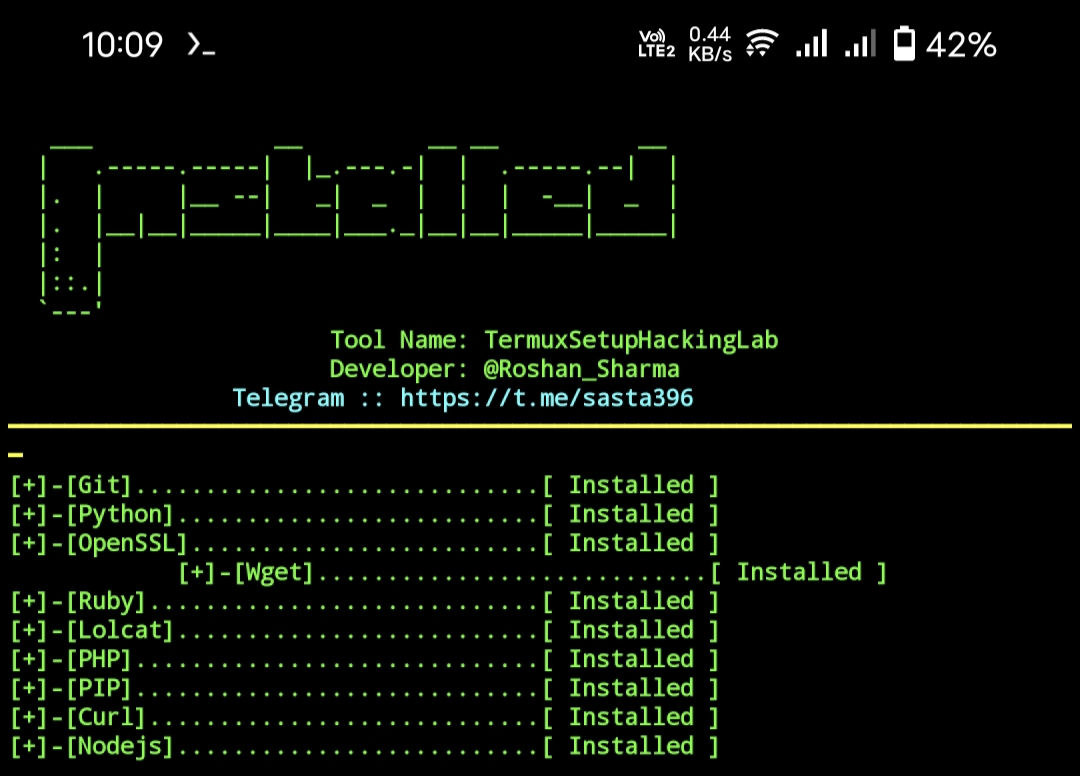 10:09 ❯_ Vo)) LTE2 0.44 KB/s 42%
Installed
Tool Name: TermuxSetupHackingLab
Developer: @Roshan_Sharma
Telegram :: https://t.me/sasta396
[+]-[Git].............................[ Installed ]
[+]-[Python]..........................[ Installed ]
[+]-[OpenSSL].........................[ Installed ]
[+]-[Wget]............................[ Installed ]
[+]-[Ruby]............................[ Installed ]
[+]-[Lolcat]..........................[ Installed ]
[+]-[PHP].............................[ Installed ]
[+]-[PIP].............................[ Installed ]
[+]-[Curl]............................[ Installed ]
[+]-[Nodejs]..........................[ Installed ]